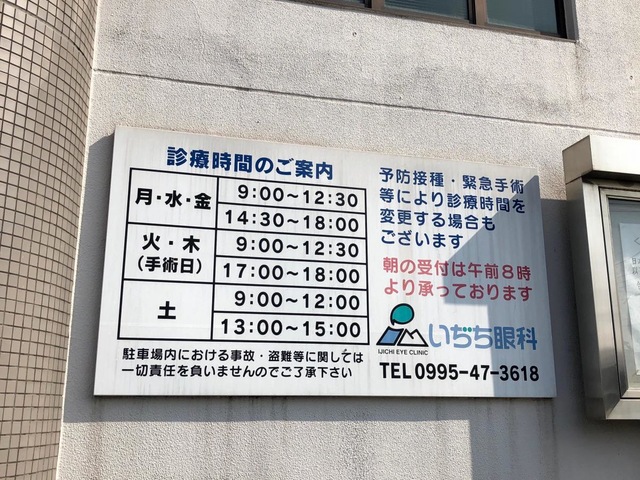 診療時間のご案内
月・水・金
9:00～12:30
14:30～18:00
火・木
(手術日)
9:00～12:30
17:00～18:00
土
9:00～12:00
13:00～15:00
駐車場内における事故・盗難等に関しては
一切責任を負いませんのでご了承下さい
予防接種・緊急手術
等により診療時間を
変更する場合も
ございます
朝の受付は午前8時
より承っております
いぢち眼科
IJICHI EYE CLINIC
TEL 0995-47-3618